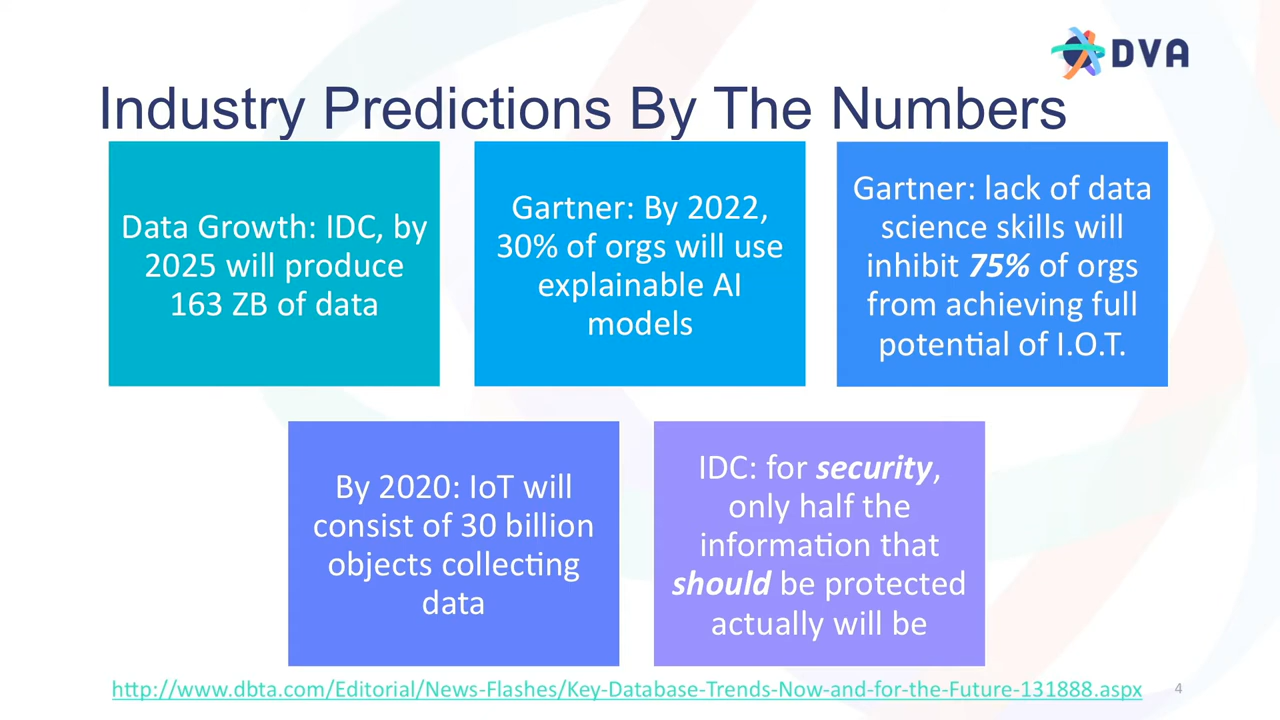 DVA
Industry Predictions By The Numbers
Data Growth: IDC, by
2025 will produce
163 ZB of data
Gartner: By 2022,
30% of orgs will use
explainable AI
models
Gartner: lack of data
science skills will
inhibit 75% of orgs
from achieving full
potential of I.O.T.
By 2020: IoT will
consist of 30 billion
objects collecting
data
IDC: for security,
only half the
information that
should be protected
actually will be
http://www.dbta.com/Editorial/News-Flashes/Key-Database-Trends-Now-and-for-the-Future-131888.aspx
4